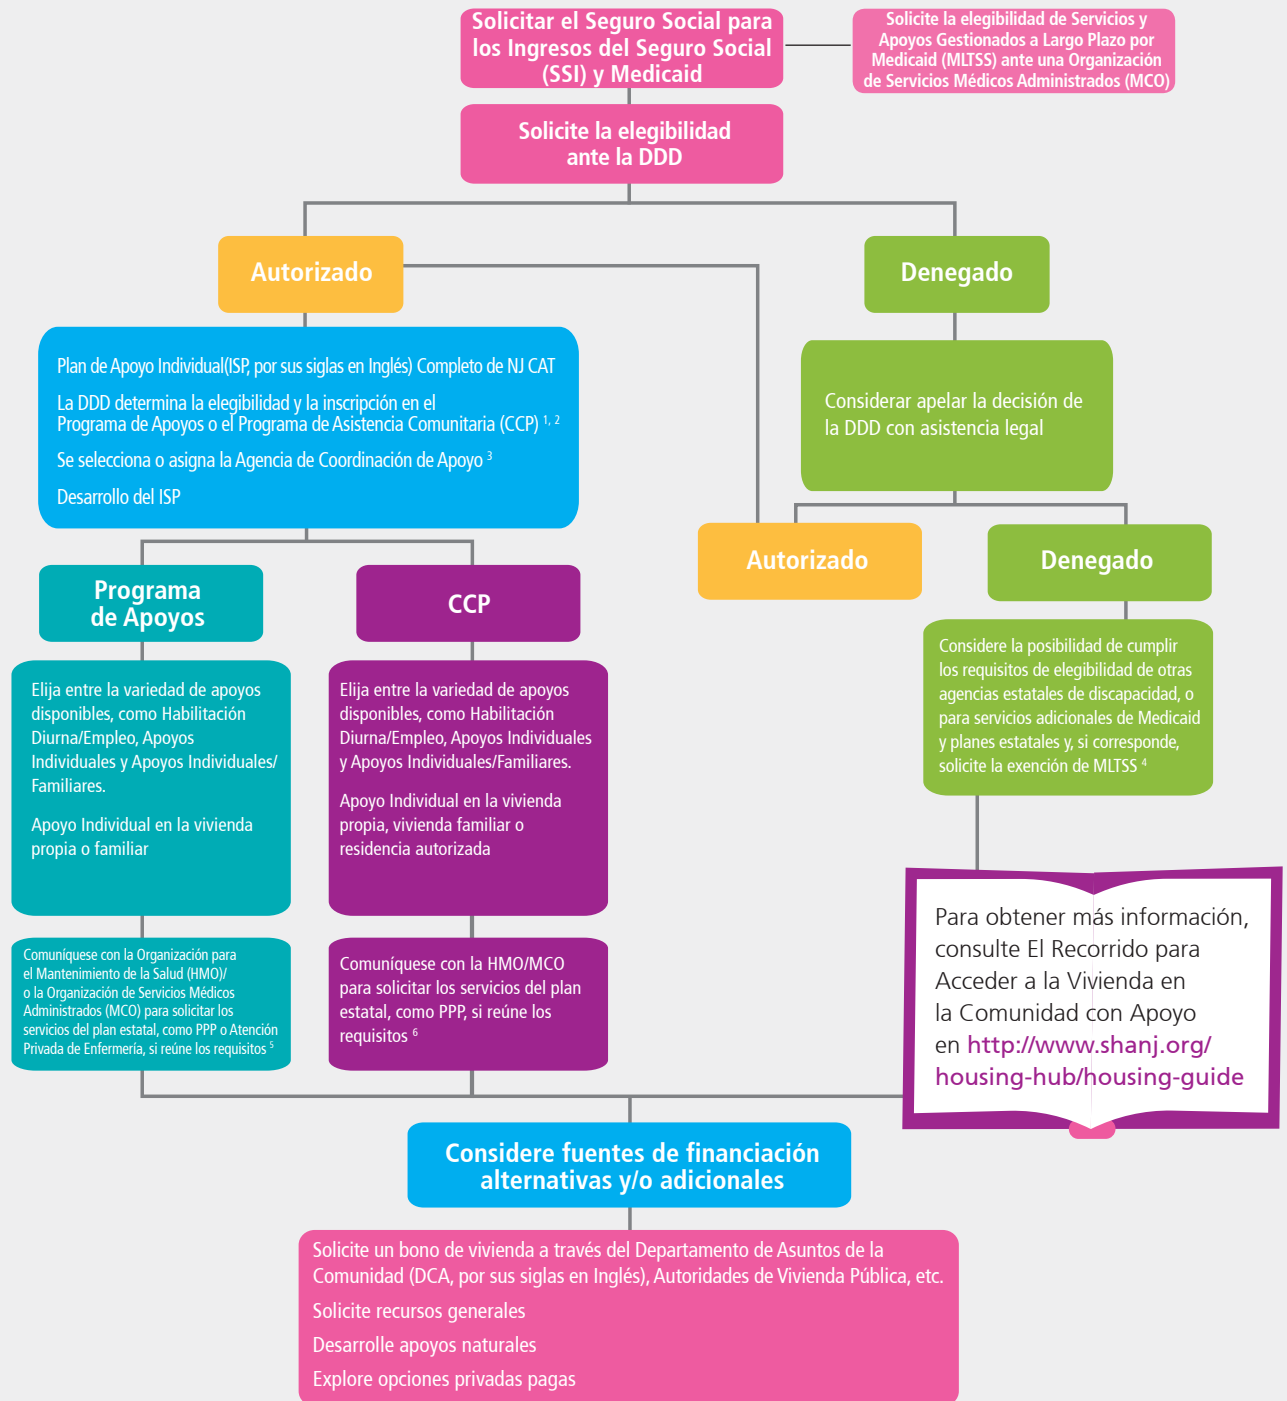 Solicitar el Seguro Social para
los Ingresos del Seguro Social
(SSI) y Medicaid
Solicite la elegibilidad de Servicios y
Apoyos Gestionados a Largo Plazo por
Medicaid (MLTSS) ante una Organización
de Servicios Médicos Administrados (MCO)
Solicite la elegibilidad
ante la DDD
Autorizado
Denegado
Plan de Apoyo Individual(ISP, por sus siglas en Inglés) Completo de NJ CAT
La DDD determina la elegibilidad y la inscripción en el
Programa de Apoyos o el Programa de Asistencia Comunitaria (CCP) 1, 2
Se selecciona o asigna la Agencia de Coordinación de Apoyo 3
Desarrollo del ISP
Considerar apelar la decisión de
la DDD con asistencia legal
Autorizado
Denegado
Programa
de Apoyos
CCP
Considere la posibilidad de cumplir
los requisitos de elegibilidad de otras
agencias estatales de discapacidad, o
para servicios adicionales de Medicaid
y planes estatales y, si corresponde,
solicite la exención de MLTSS 4
Elija entre la variedad de apoyos
disponibles, como Habilitación
Diurna/Empleo, Apoyos
Individuales y Apoyos Individuales/
Familiares.
Apoyo Individual en la vivienda
propia o familiar
Elija entre la variedad de apoyos
disponibles, como Habilitación
Diurna/Empleo, Apoyos Individuales
y Apoyos Individuales/Familiares.
Apoyo Individual en la vivienda
propia, vivienda familiar o
residencia autorizada
Comuníquese con la Organización para
el Mantenimiento de la Salud (HMO)/
o la Organización de Servicios Médicos
Administrados (MCO) para solicitar los
servicios del plan estatal, como PPP o Atención
Privada de Enfermería, si reúne los requisitos 5
Comuníquese con la HMO/MCO
para solicitar los servicios del plan
estatal, como PPP, si reúne los
requisitos 6
Para obtener más información,
consulte El Recorrido para
Acceder a la Vivienda en
la Comunidad con Apoyo
en http://www.shanj.org/
housing-hub/housing-guide
Considere fuentes de financiación
alternativas y/o adicionales
Solicite un bono de vivienda a través del Departamento de Asuntos de la
Comunidad (DCA, por sus siglas en Inglés), Autoridades de Vivienda Pública, etc.
Solicite recursos generales
Desarrolle apoyos naturales
Explore opciones privadas pagas